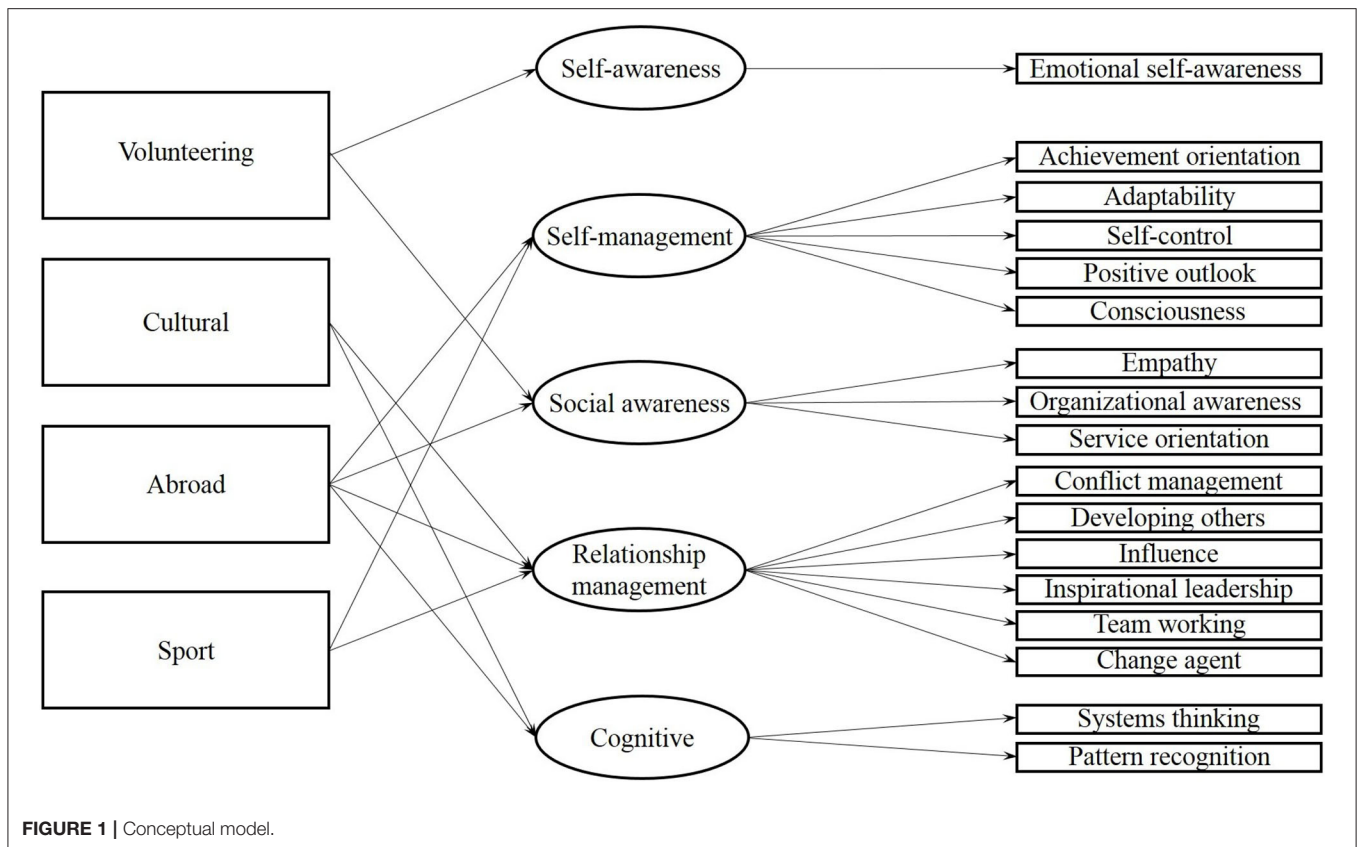 Volunteering
Cultural
Abroad
Sport
Self-awareness
Self-management
Social awareness
Relationship
management
Cognitive
Emotional self-awareness
Achievement orientation
Adaptability
Self-control
Positive outlook
Consciousness
Empathy
Organizational awareness
Service orientation
Conflict management
Developing others
Influence
Inspirational leadership
Team working
Change agent
Systems thinking
Pattern recognition
FIGURE 1 | Conceptual model.